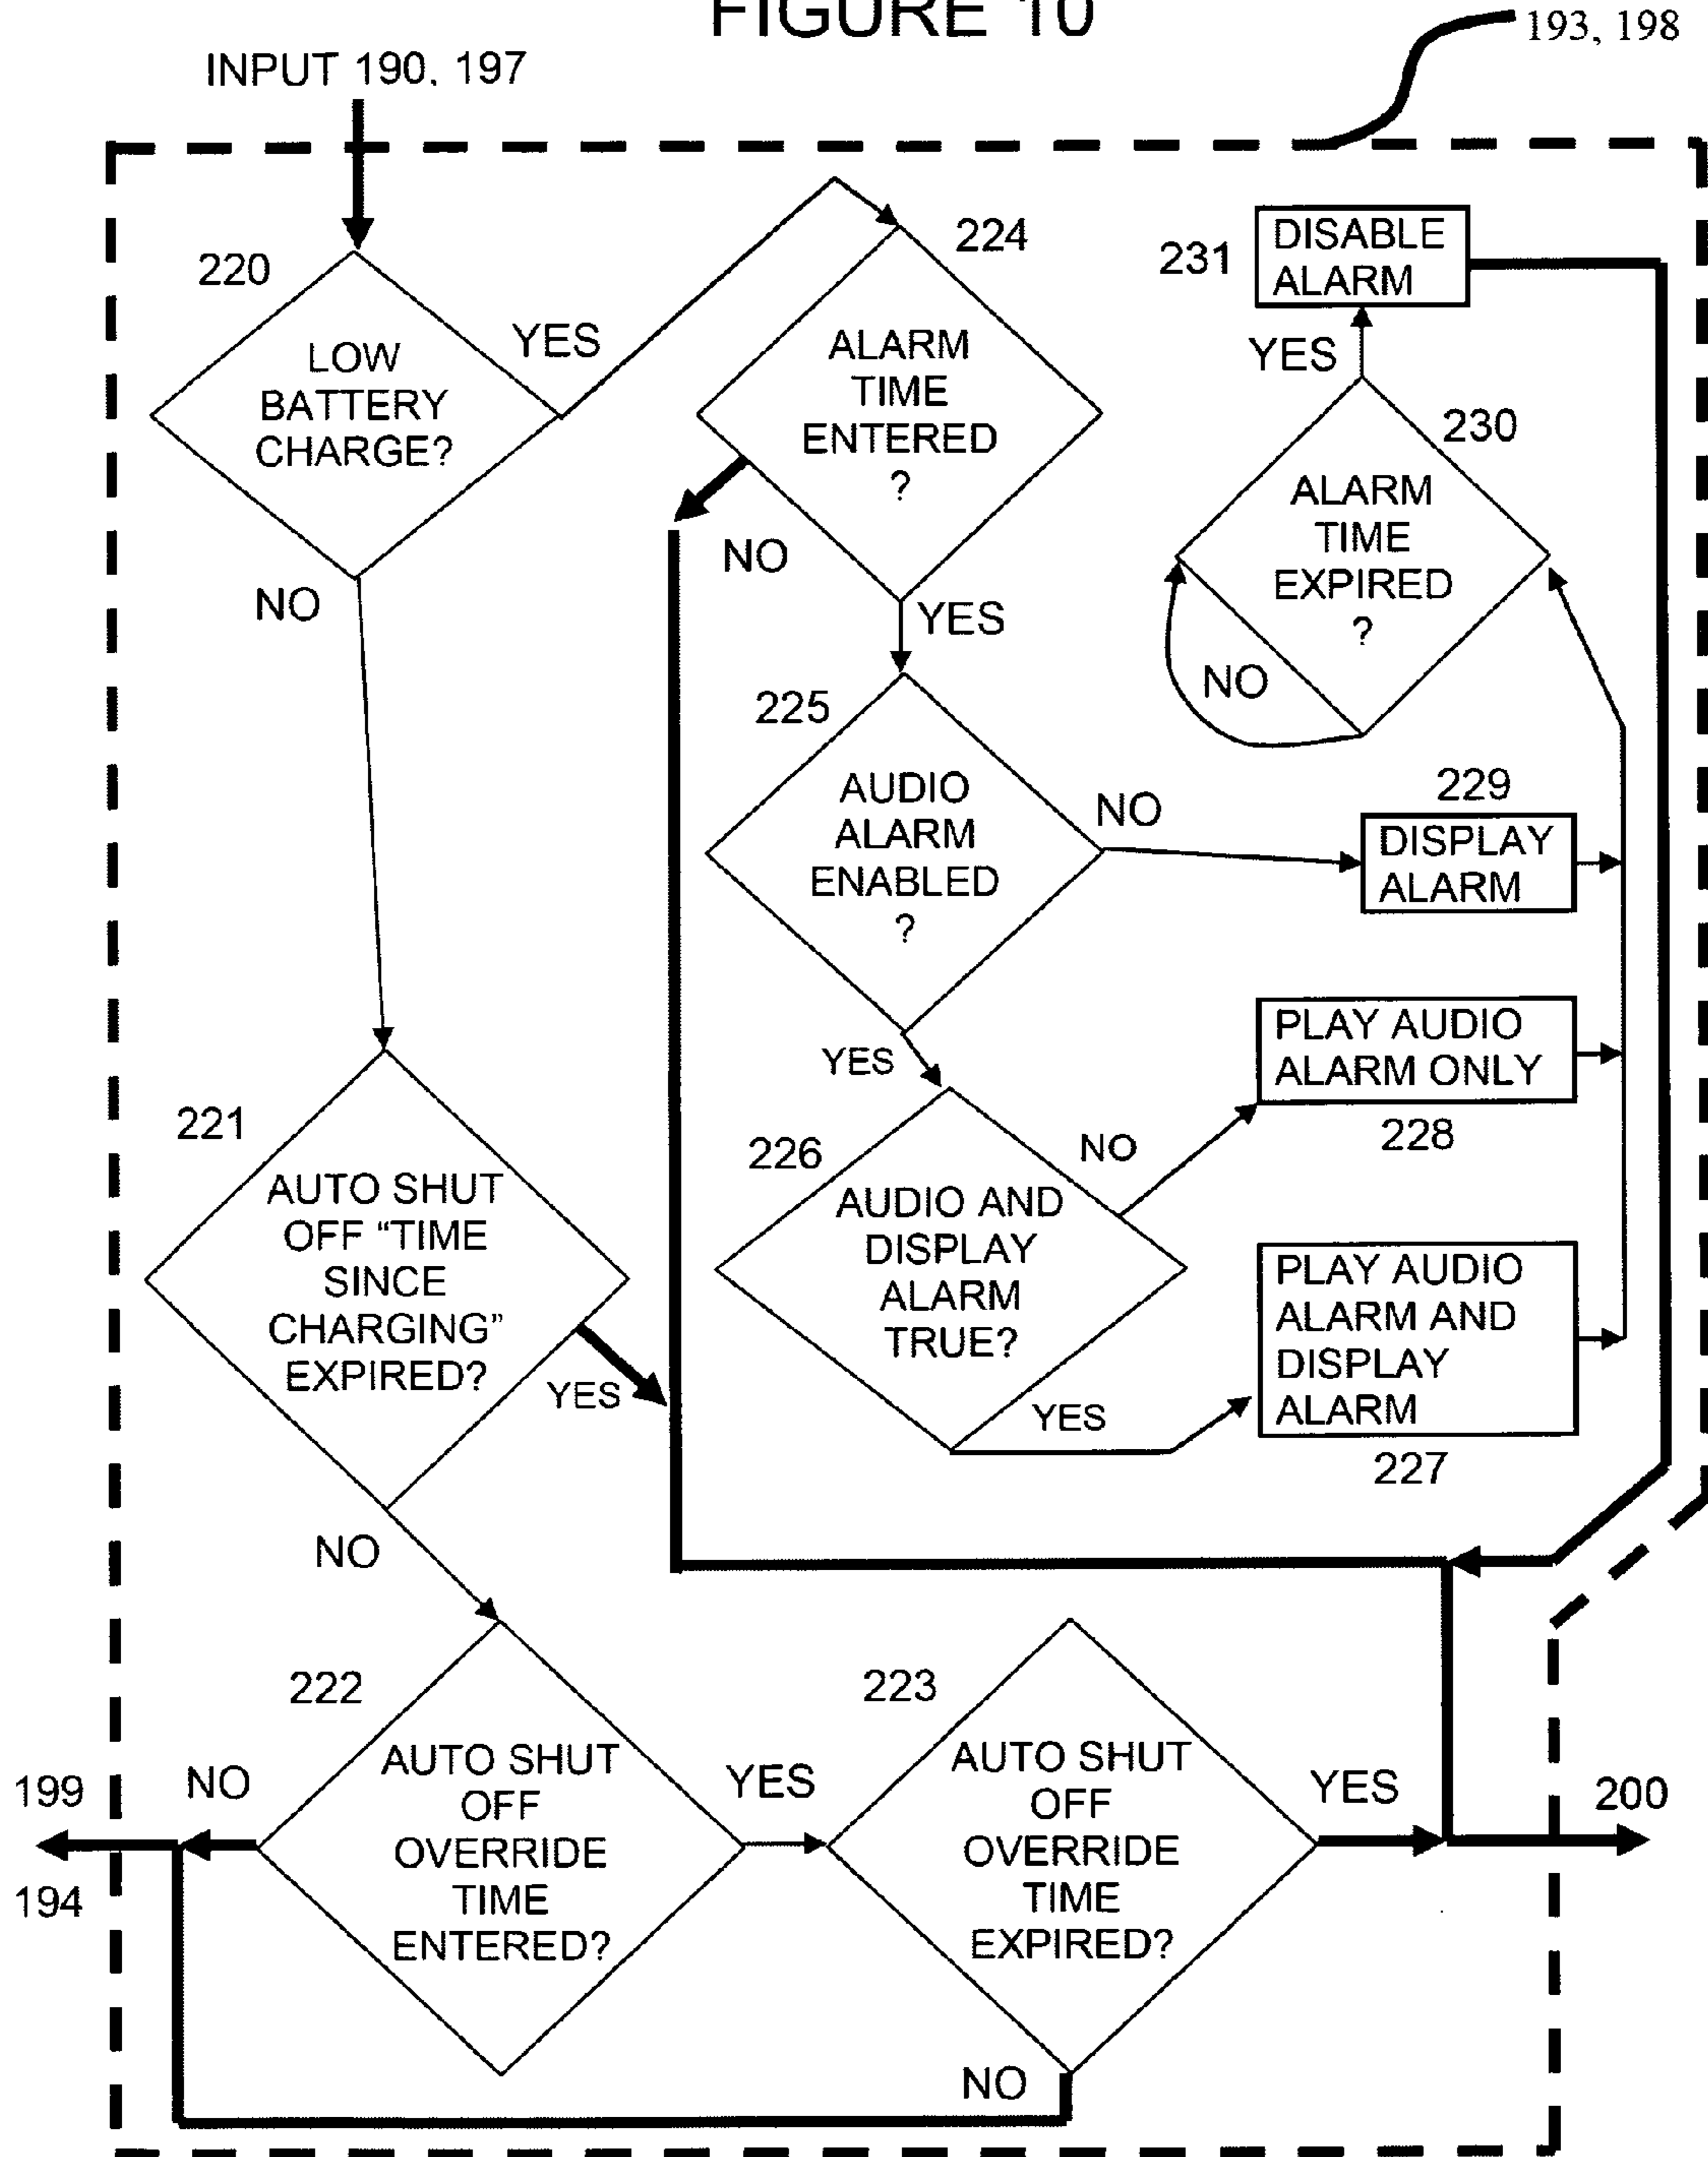 FIGURE 10
193, 198
INPUT 190, 197
220
LOW
BATTERY
CHARGE?
YES
NO
224
ALARM
TIME
ENTERED
?
NO
YES
231
DISABLE
ALARM
YES
230
ALARM
TIME
EXPIRED
?
NO
225
AUDIO
ALARM
ENABLED
?
NO
YES
229
DISPLAY
ALARM
PLAY AUDIO
ALARM ONLY
228
226
AUDIO AND
DISPLAY
ALARM
TRUE?
NO
YES
PLAY AUDIO
ALARM AND
DISPLAY
ALARM
227
221
AUTO SHUT
OFF “TIME
SINCE
CHARGING”
EXPIRED?
YES
NO
222
AUTO SHUT
OFF
OVERRIDE
TIME
ENTERED?
NO
YES
199
194
223
AUTO SHUT
OFF
OVERRIDE
TIME
EXPIRED?
YES
NO
200